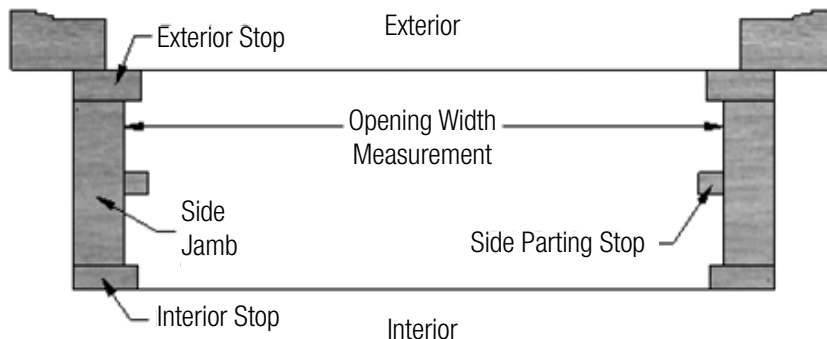 Exterior
Exterior Stop
Opening Width
Measurement
Side
Jamb
Side Parting Stop
Interior Stop
Interior